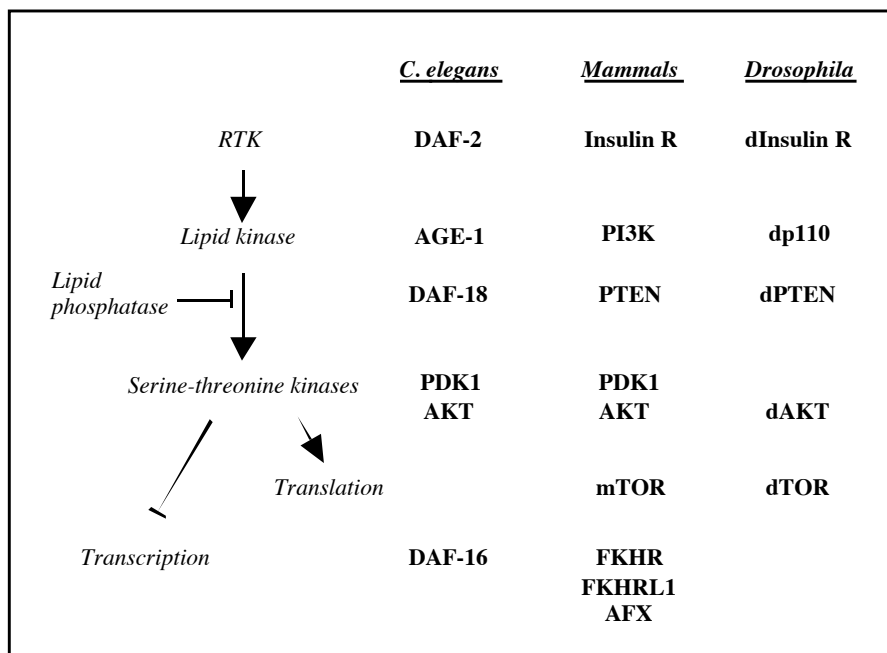 C. elegans Mammals Drosophila
RTK DAF-2 Insulin R dInsulin R
Lipid kinase AGE-1 PI3K dp110
Lipid
phosphatase DAF-18 PTEN dPTEN
Serine-threonine kinases PDK1 PDK1
AKT AKT dAKT
Translation mTOR dTOR
Transcription DAF-16 FKHR
FKHRL1
AFX